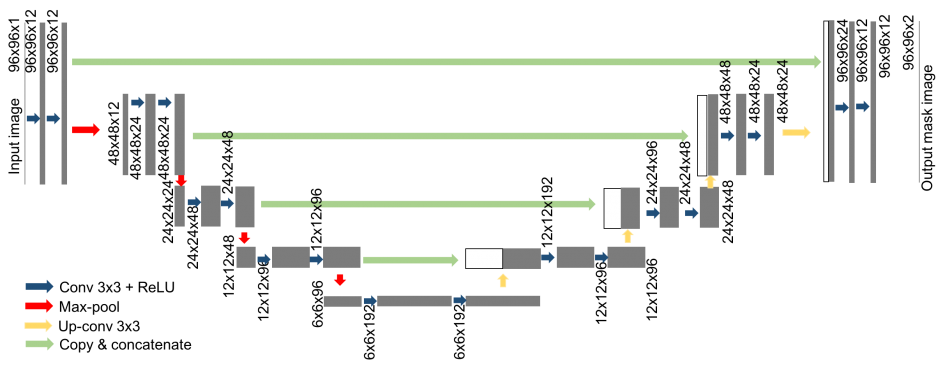 Input image
96x96x1
96x96x12
96x96x12
48x48x12
48x48x24
48x48x24
24x24x24
24x24x48
24x24x48
12x12x48
12x12x96
12x12x96
6x6x96
6x6x192
6x6x192
12x12x192
12x12x96
12x12x96
24x24x96
24x24x48
24x24x48
48x48x48
48x48x24
48x48x24
96x96x24
96x96x12
96x96x12
96x96x2
Output mask image
Conv 3x3 + ReLU
Max-pool
Up-conv 3x3
Copy & concatenate